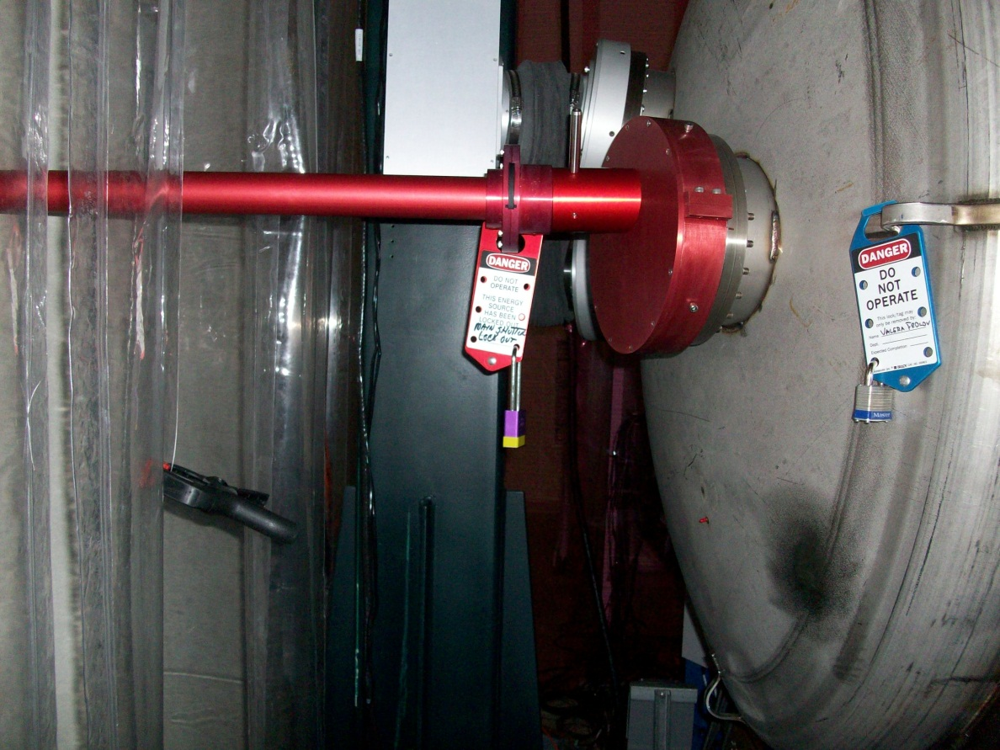 DANGER
DO NOT
OPERATE
THIS ENERGY
SOURCE
HAS BEEN
LOCKED OUT
MAIN SHUTTER
LOCK OUT
DANGER
DO
NOT
OPERATE
This lock/tag may
only be removed by:
Name VALERA FROLOV
Dept.
Expected Completion
Master